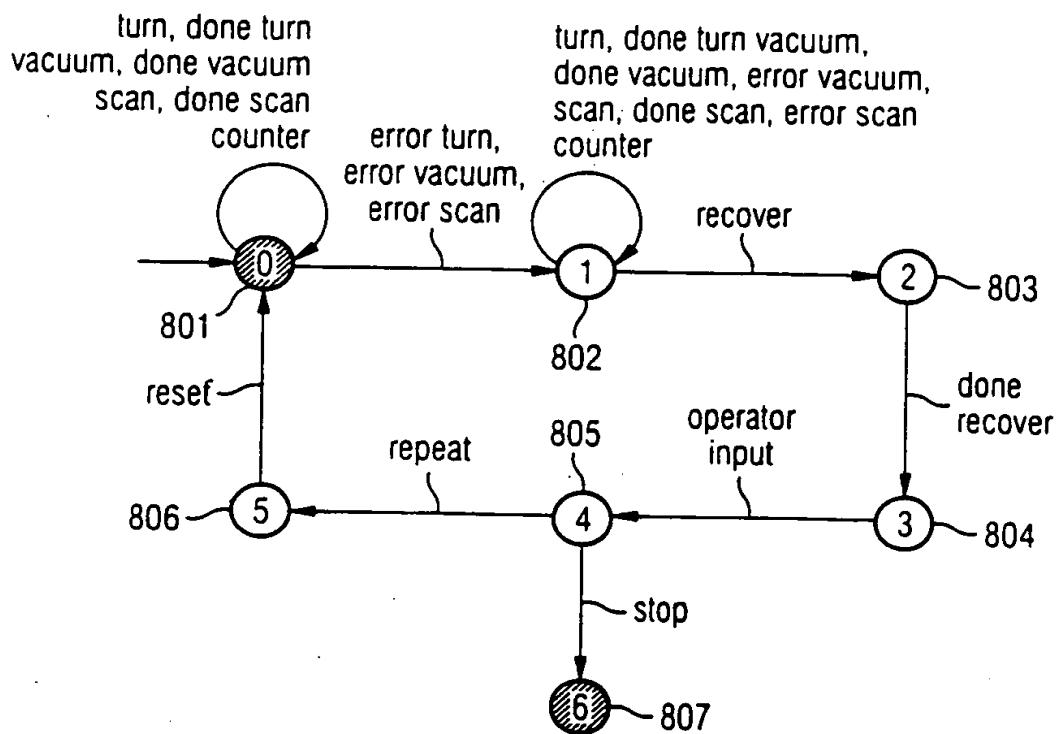 turn, done turn
vacuum, done vacuum
scan, done scan
counter
turn, done turn vacuum,
done vacuum, error vacuum,
scan, done scan, error scan
counter
error turn,
error vacuum,
error scan
recover
0
1
2
803
801
802
reset
done
recover
805
operator
input
repeat
806
5
4
3
804
stop
6
807